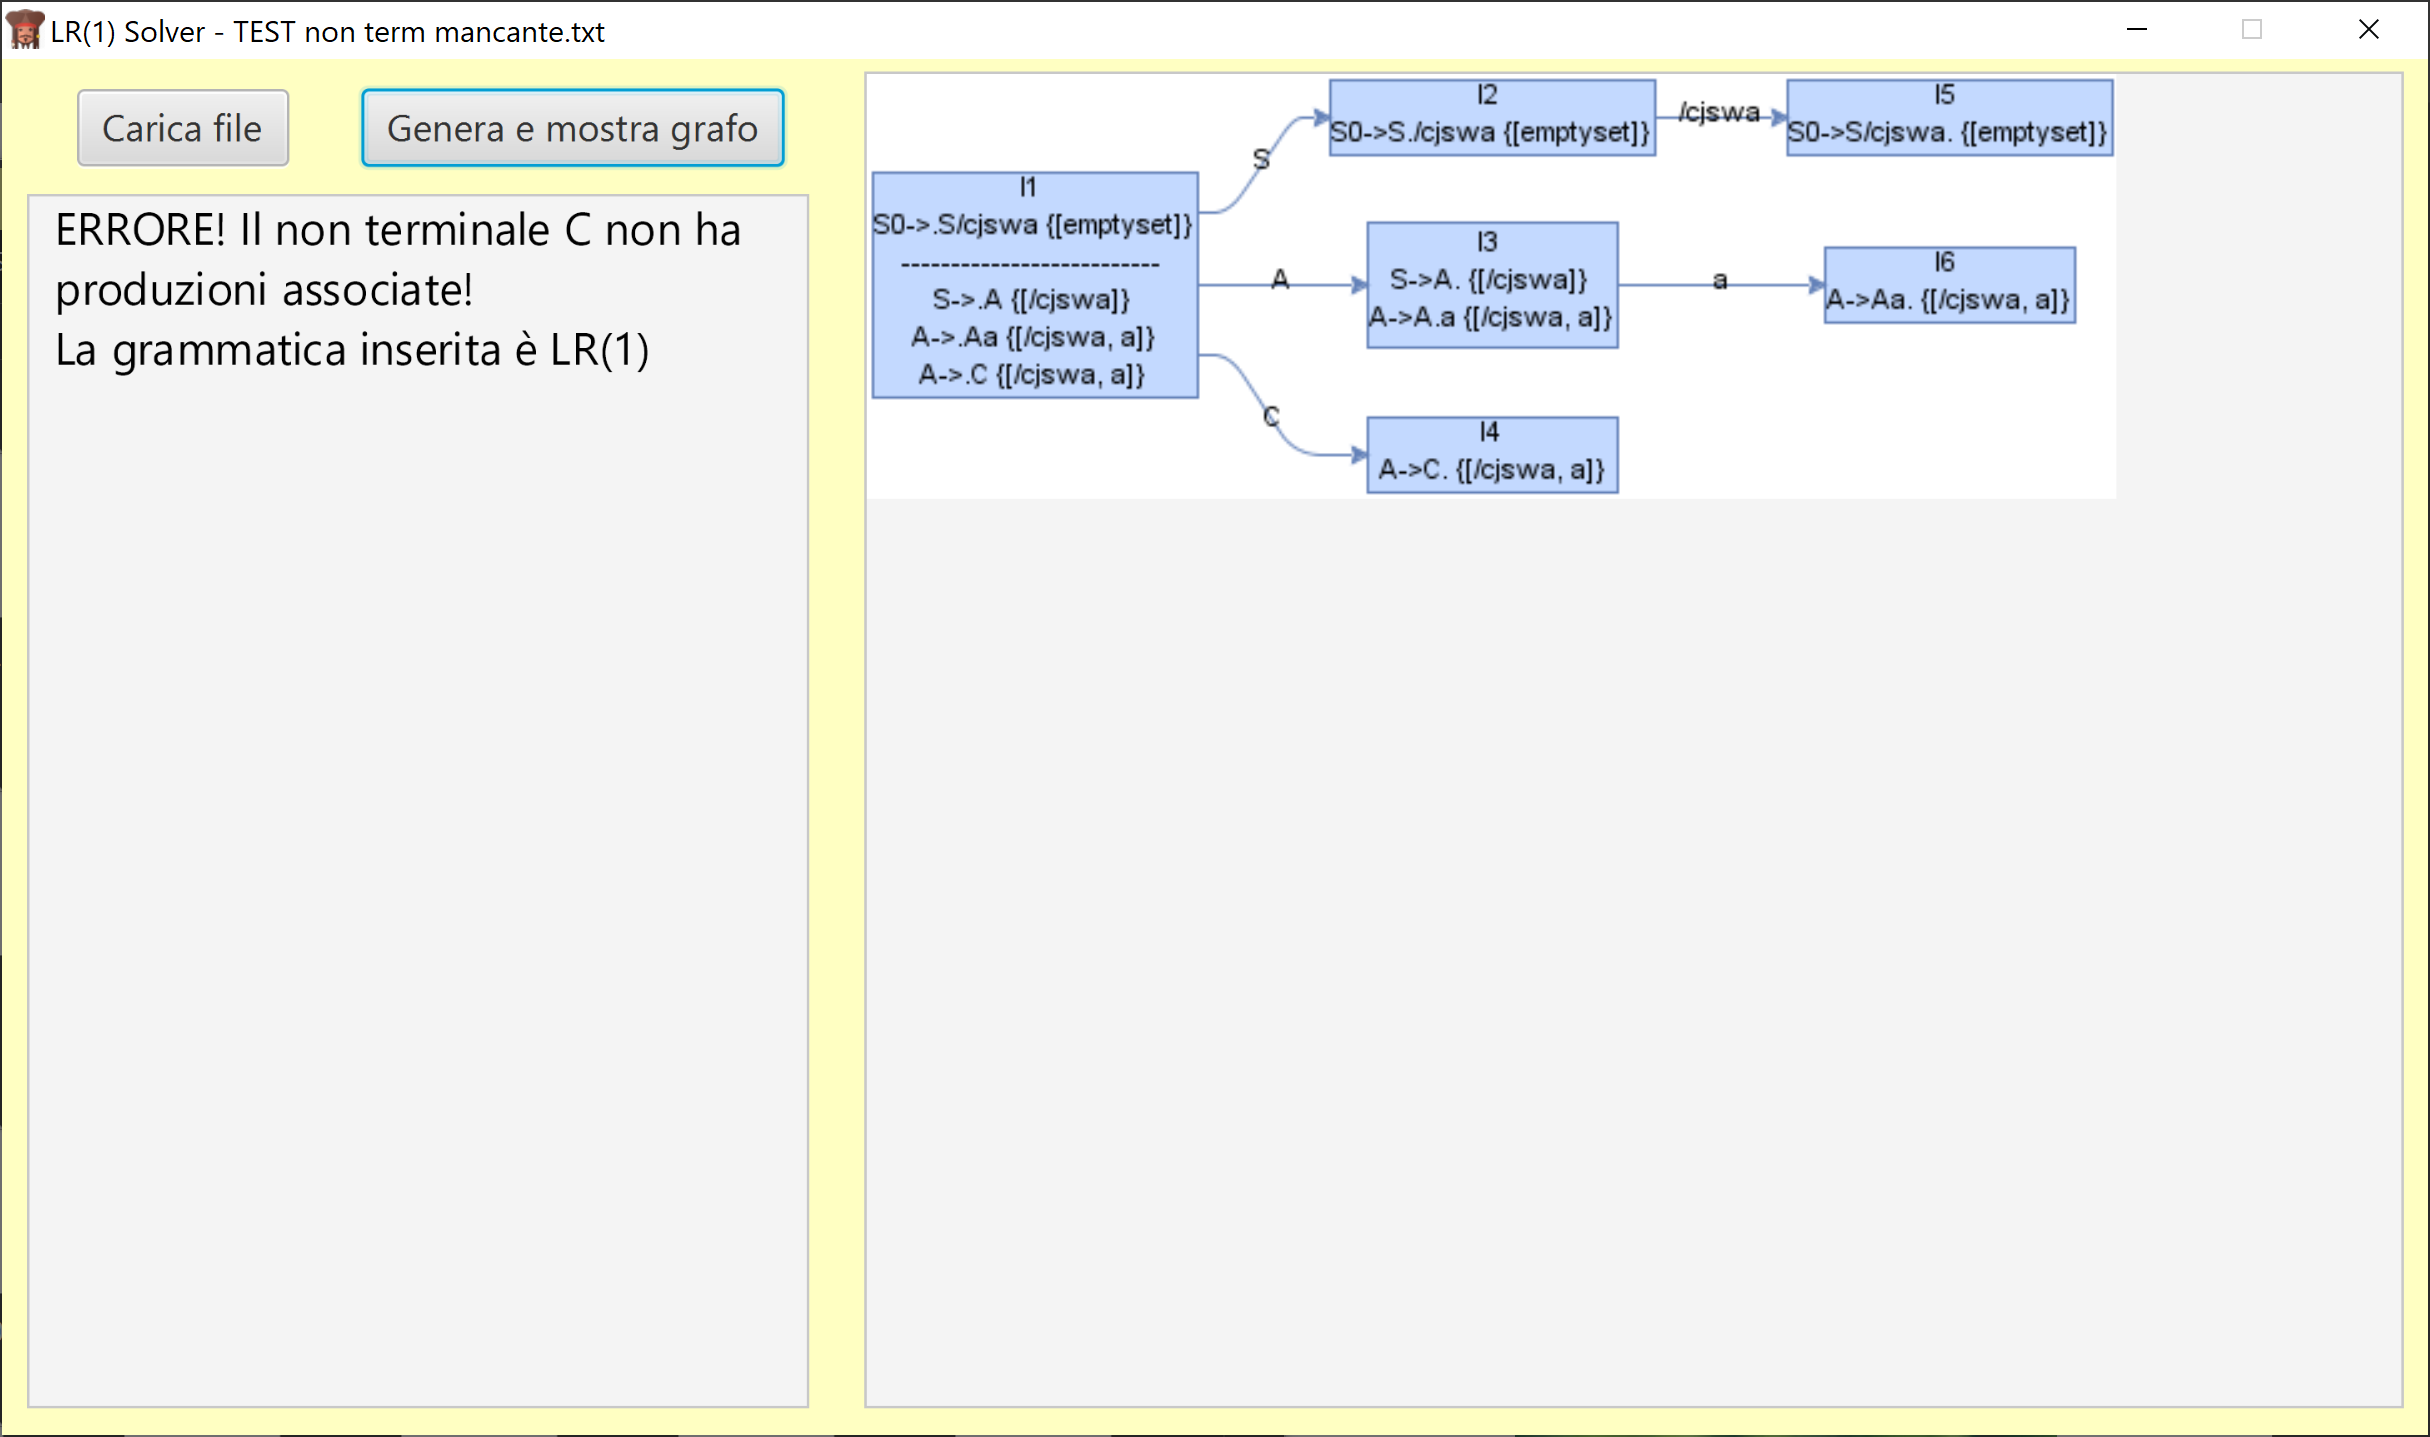 LR(1) Solver - TEST non term mancante.txt
Carica file
Genera e mostra grafo
ERRORE! Il non terminale C non ha
produzioni associate!
La grammatica inserita è LR(1)
I1
S0->.S/cjswa {[emptyset]}
--------------------------
S->.A {[/cjswa]}
A->.Aa {[/cjswa, a]}
A->.C {[/cjswa, a]}
S
A
C
I2
S0->S./cjswa {[emptyset]}
/cjswa
I5
S0->S/cjswa. {[emptyset]}
I3
S->A. {[/cjswa]}
A->A.a {[/cjswa, a]}
a
I6
A->Aa. {[/cjswa, a]}
I4
A->C. {[/cjswa, a]}